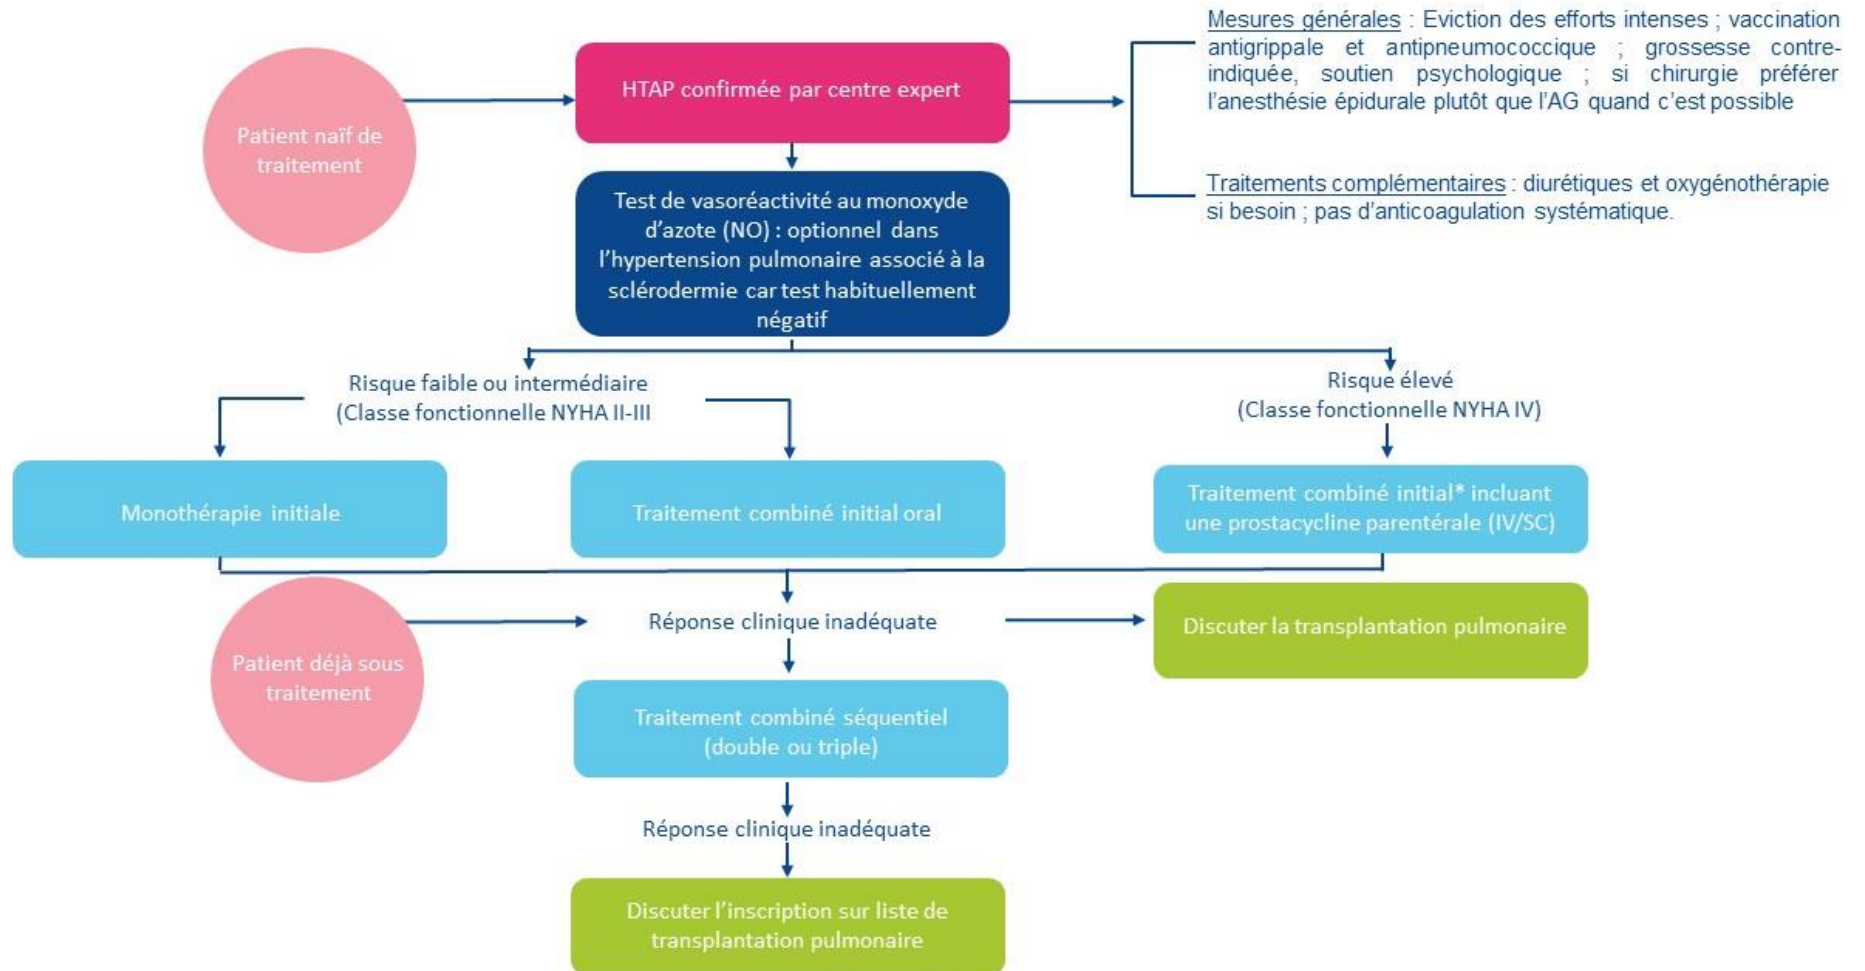 Mesures générales : Eviction des efforts intenses ; vaccination
antigrippale et antipneumococcique ; grossesse contre-
indiquée, soutien psychologique ; si chirurgie préférer
l'anesthésie épidurale plutôt que l'AG quand c'est possible
HTAP confirmée par centre expert
Patient naïf de
traitement
Traitements complémentaires : diurétiques et oxygénothérapie
si besoin ; pas d'anticoagulation systématique.
Test de vasoréactivité au monoxyde
d'azote (NO) : optionnel dans
l'hypertension pulmonaire associé à la
sclérodermie car test habituellement
négatif
Risque faible ou intermédiaire
(Classe fonctionnelle NYHA II-III
Risque élevé
(Classe fonctionnelle NYHA IV)
Monothérapie initiale
Traitement combiné initial oral
Traitement combiné initial* incluant
une prostacycline parentérale (IV/SC)
Patient déjà sous
traitement
Réponse clinique inadéquate
Discuter la transplantation pulmonaire
Traitement combiné séquentiel
(double ou triple)
Réponse clinique inadéquate
Discuter l'inscription sur liste de
transplantation pulmonaire